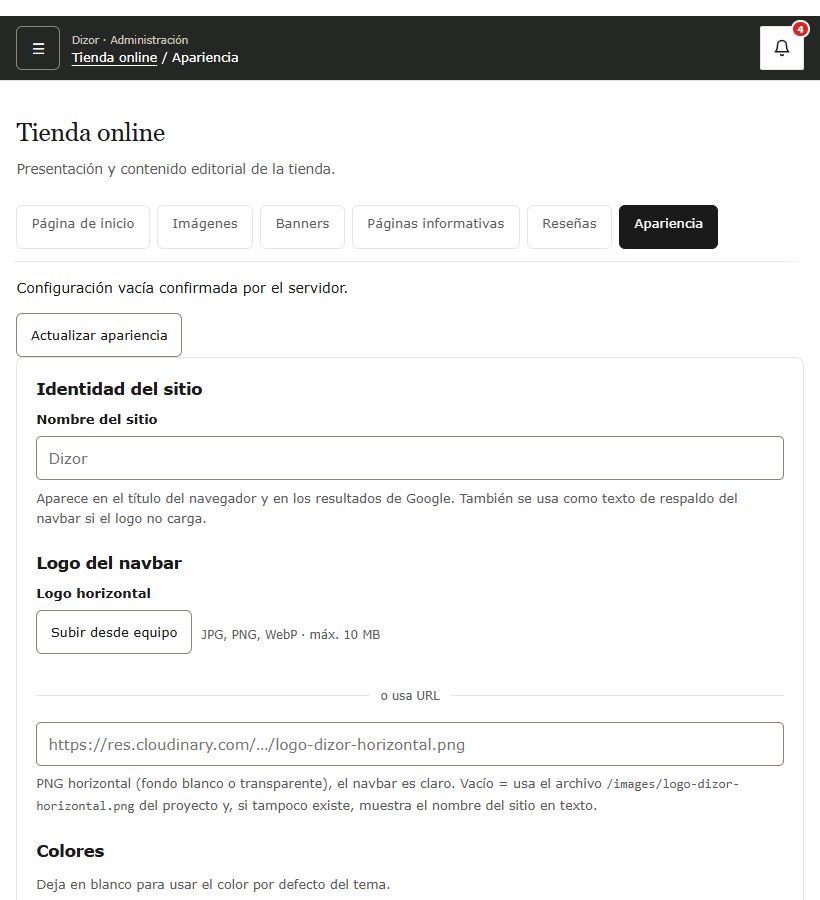 Dizor · Administración
Tienda online / Apariencia
4
Tienda online
Presentación y contenido editorial de la tienda.
Página de inicio
Imágenes
Banners
Páginas informativas
Reseñas
Apariencia
Configuración vacía confirmada por el servidor.
Actualizar apariencia
Identidad del sitio
Nombre del sitio
Dizor
Aparece en el título del navegador y en los resultados de Google. También se usa como texto de respaldo del
navbar si el logo no carga.
Logo del navbar
Logo horizontal
Subir desde equipo
JPG, PNG, WebP · máx. 10 MB
o usa URL
https://res.cloudinary.com/.../logo-dizor-horizontal.png
PNG horizontal (fondo blanco o transparente), el navbar es claro. Vacío = usa el archivo /images/logo-dizor-
horizontal.png del proyecto y, si tampoco existe, muestra el nombre del sitio en texto.
Colores
Deja en blanco para usar el color por defecto del tema.